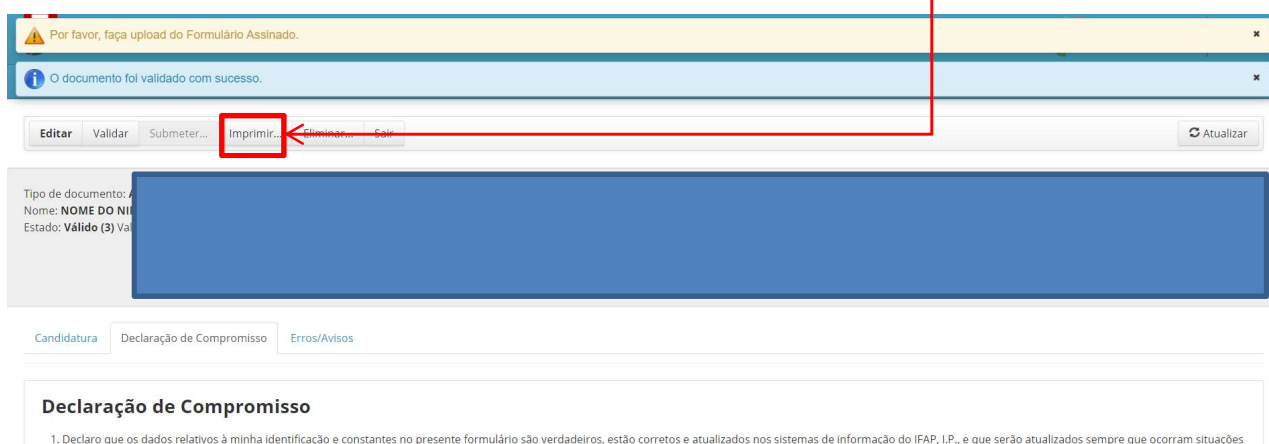 Por favor, faça upload do Formulário Assinado.
O documento foi validado com sucesso.
Editar Validar Submeter... Imprimir... Eliminar... Sair Atualizar
Tipo de documento:
Nome: NOME DO
Estado: Válido (3)
Candidatura Declaração de Compromisso Erros/Avisos
Declaração de Compromisso
1. Declaro que os dados relativos à minha identificação e constantes no presente formulário são verdadeiros, estão corretos e atualizados nos sistemas de informação do IFAP, I.P., e que serão atualizados sempre que ocorram situações